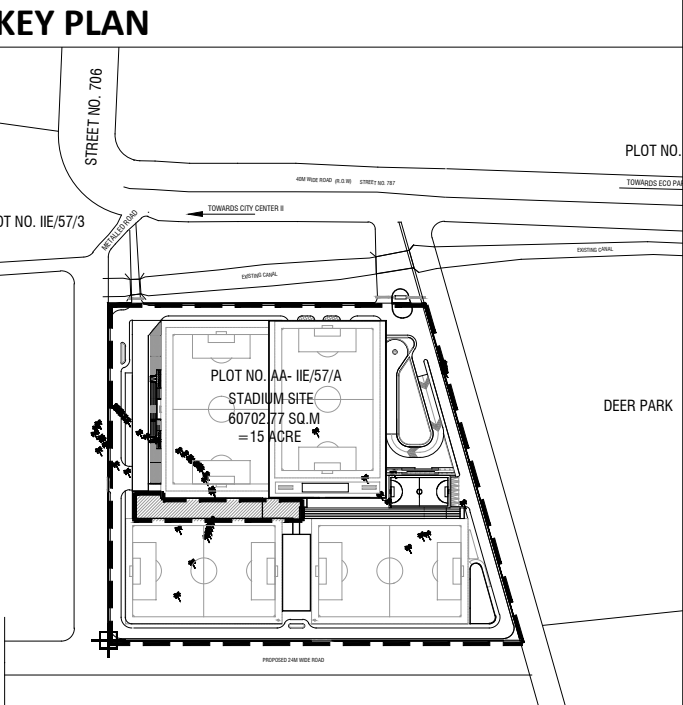 KEY PLAN
STREET NO. 706
PLOT NO.
40M WIDE ROAD (R.O.W) STREET NO. 787
TOWARDS ECO PA
TOWARDS CITY CENTER II
OT NO. IIE/57/3
METALLED ROAD
EXISTING CANAL
EXISTING CANAL
PLOT NO. AA- IIE/57/A
STADIUM SITE
60702.77 SQ.M
=15 ACRE
DEER PARK
PROPOSED 24M WIDE ROAD